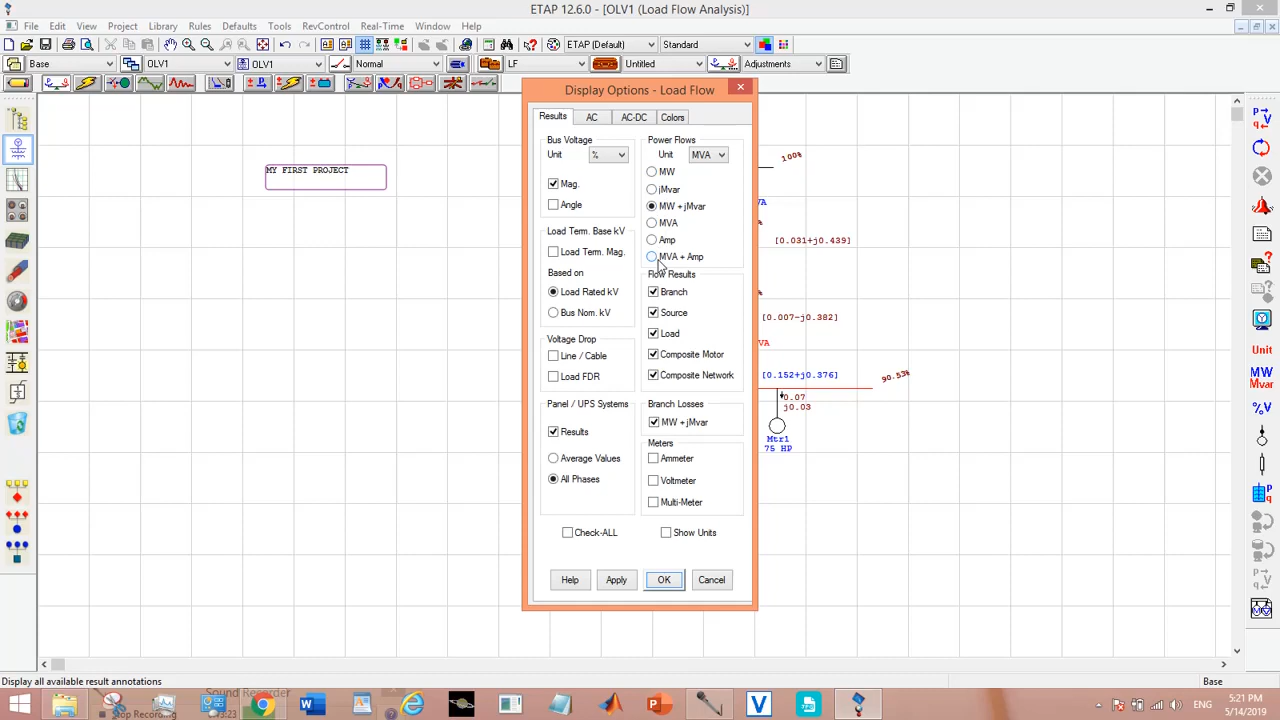 ETAP 12.6.0 - [OLV1 (Load Flow Analysis)]
File Edit View Project Library Rules Defaults Tools RevControl Real-Time Window Help
ETAP (Default) Standard
Base OLV1 OLV1 Normal LF Untitled Adjustments
Display Options - Load Flow
Results AC AC-DC Colors
Bus Voltage
Unit %
Mag.
Angle
Load Term. Base kV
Load Term. Mag.
Based on
Load Rated kV
Bus Nom. kV
Voltage Drop
Line / Cable
Load FDR
Panel / UPS Systems
Results
Average Values
All Phases
Check-ALL
Power Flows
Unit MVA
MW
jMvar
MW + jMvar
MVA
Amp
MVA + Amp
Flow Results
Branch
Source
Load
Composite Motor
Composite Network
Branch Losses
MW + jMvar
Meters
Ammeter
Voltmeter
Multi-Meter
Show Units
Help Apply OK Cancel
MY FIRST PROJECT
100%
VA
%
[0.031+j0.439]
%
[0.007-j0.382]
VA
[0.152+j0.376]
90.53%
0.07
j0.03
Mtr1
75 HP
P
q
Unit
MW
Mvar
%V
P
q
P
q
Display all available result annotations
Base
Sound Recorder
Stop Recording
ENG
5:21 PM
5/14/2019